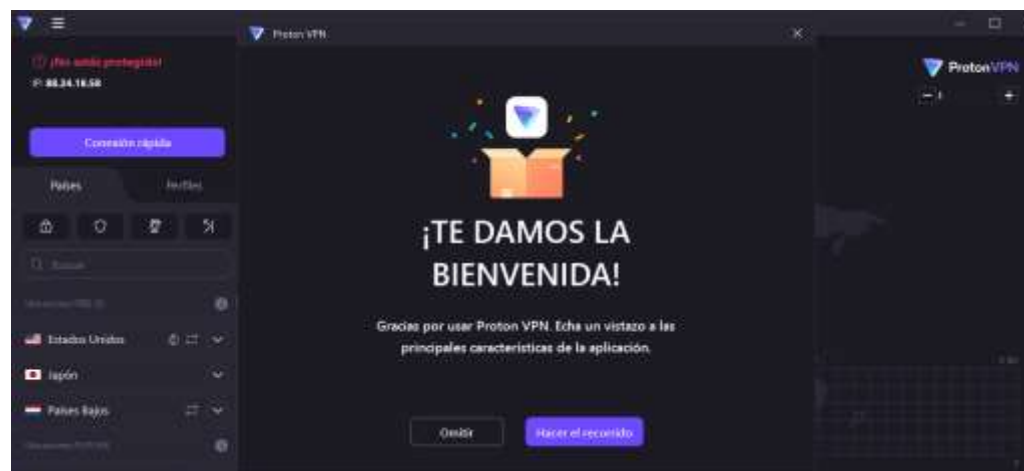 Proton VPN
¡No estás protegido!
IP: 88.24.16.58
ProtonVPN
Conexión rápida
Países
Perfiles
Buscar
Estados Unidos
Japón
Países Bajos
¡TE DAMOS LA
BIENVENIDA!
Gracias por usar Proton VPN. Echa un vistazo a las
principales características de la aplicación.
Omitir
Hacer el recorrido